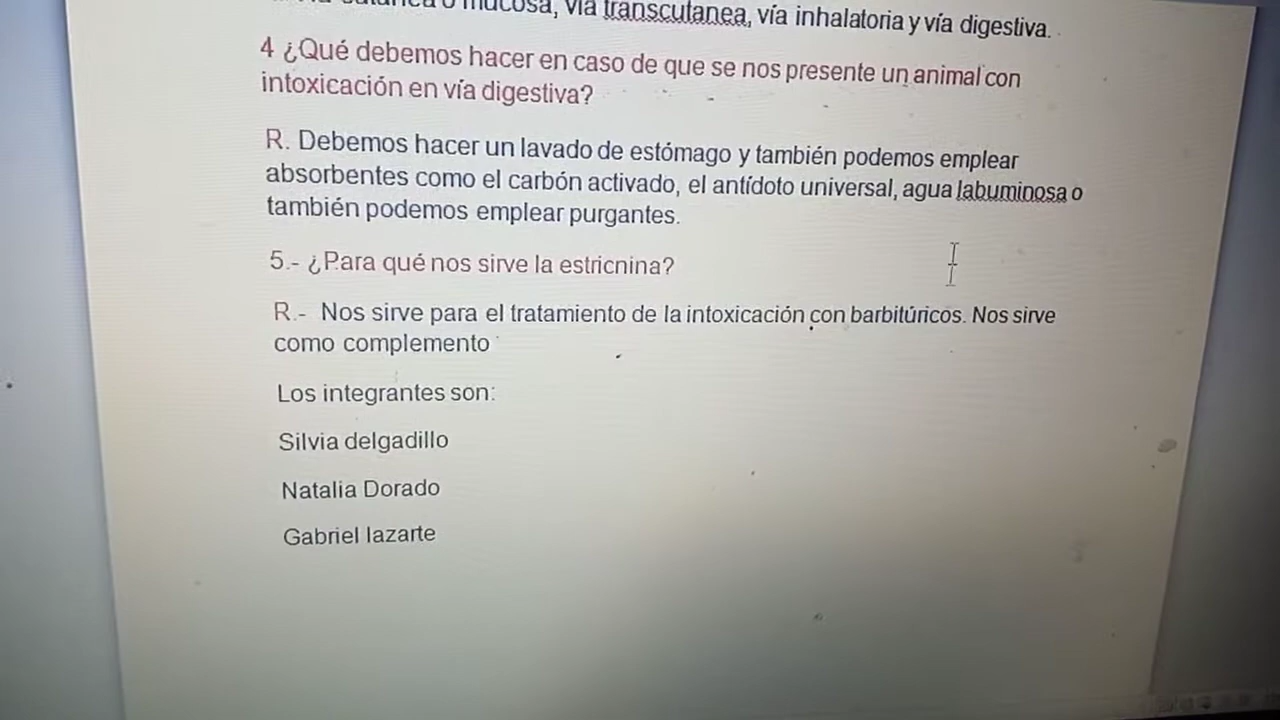 mucosa, vía transcutanea, vía inhalatoria y vía digestiva.
4 ¿Qué debemos hacer en caso de que se nos presente un animal con
intoxicación en vía digestiva?
R. Debemos hacer un lavado de estómago y también podemos emplear
absorbentes como el carbón activado, el antídoto universal, agua labuminosa o
también podemos emplear purgantes.
5.- ¿Para qué nos sirve la estricnina?
R.- Nos sirve para el tratamiento de la intoxicación con barbitúricos. Nos sirve
como complemento
Los integrantes son:
Silvia delgadillo
Natalia Dorado
Gabriel lazarte